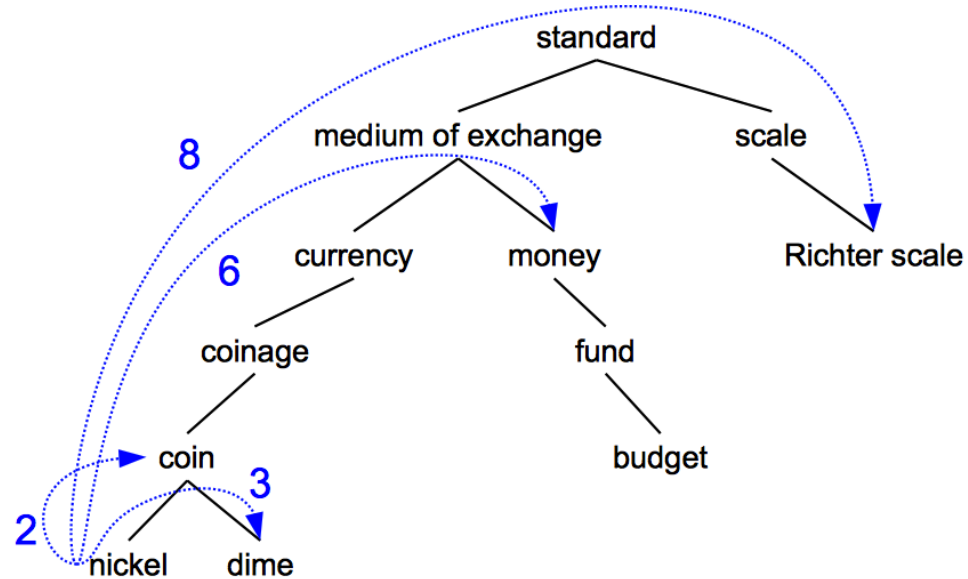 standard
8
medium of exchange
scale
6
currency
money
Richter scale
coinage
fund
coin
budget
3
2
nickel
dime